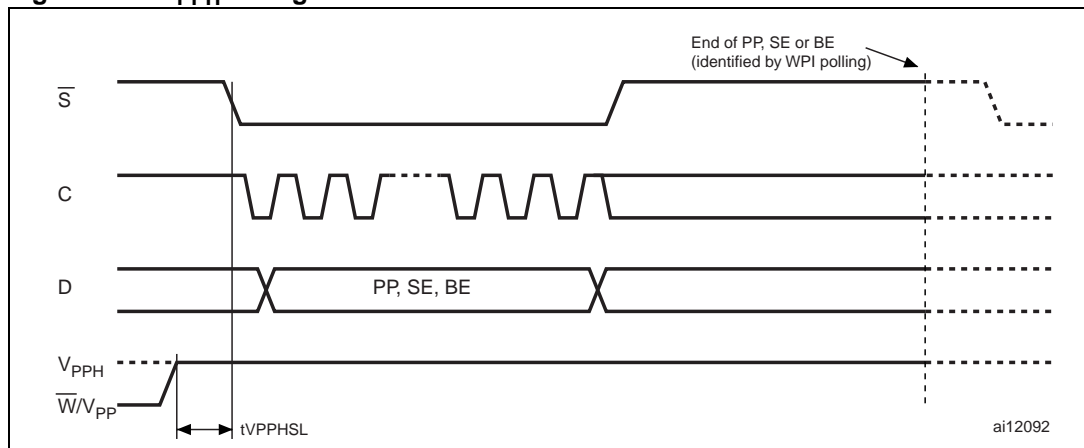 End of PP, SE or BE
(identified by WPI polling)
S̅
C
D
PP, SE, BE
VPPH
W̅/VPP
tVPPHSL
ai12092